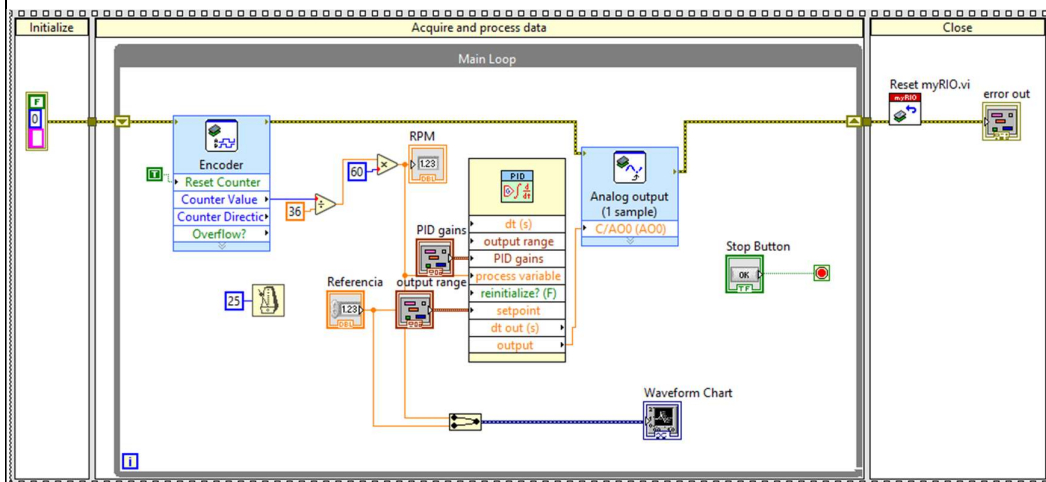 Initialize
Acquire and process data
Close
Main Loop
F
0
Encoder
Reset Counter
Counter Value
Counter Directic
Overflow?
T
36
60
RPM
1.23
DBL
25
PID gains
Referencia
1.23
DBL
output range
PID
dt (s)
output range
PID gains
process variable
reinitialize? (F)
setpoint
dt out (s)
output
Analog output
(1 sample)
C/AO0 (AO0)
Stop Button
OK
TF
Waveform Chart
Reset myRIO.vi
myRIO
error out
i